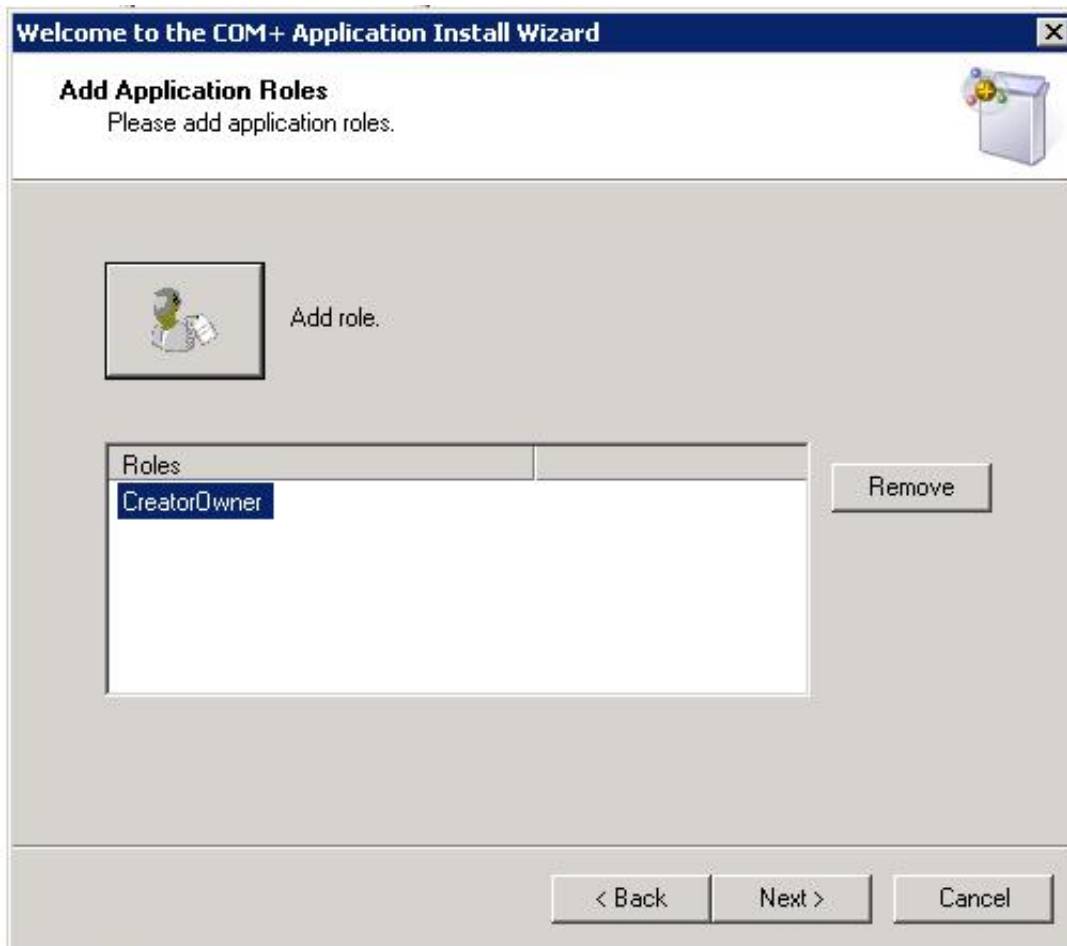 Welcome to the COM+ Application Install Wizard
Add Application Roles
Please add application roles.
Add role.
Roles
CreatorOwner
Remove
< Back
Next >
Cancel